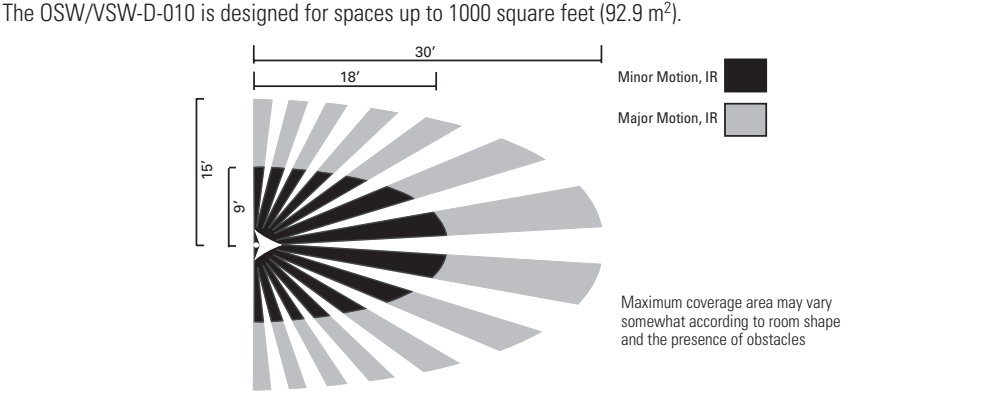 The OSW/VSW-D-010 is designed for spaces up to 1000 square feet (92.9 m²).
30′
18′
Minor Motion, IR
Major Motion, IR
15′
9′
Maximum coverage area may vary
somewhat according to room shape
and the presence of obstacles